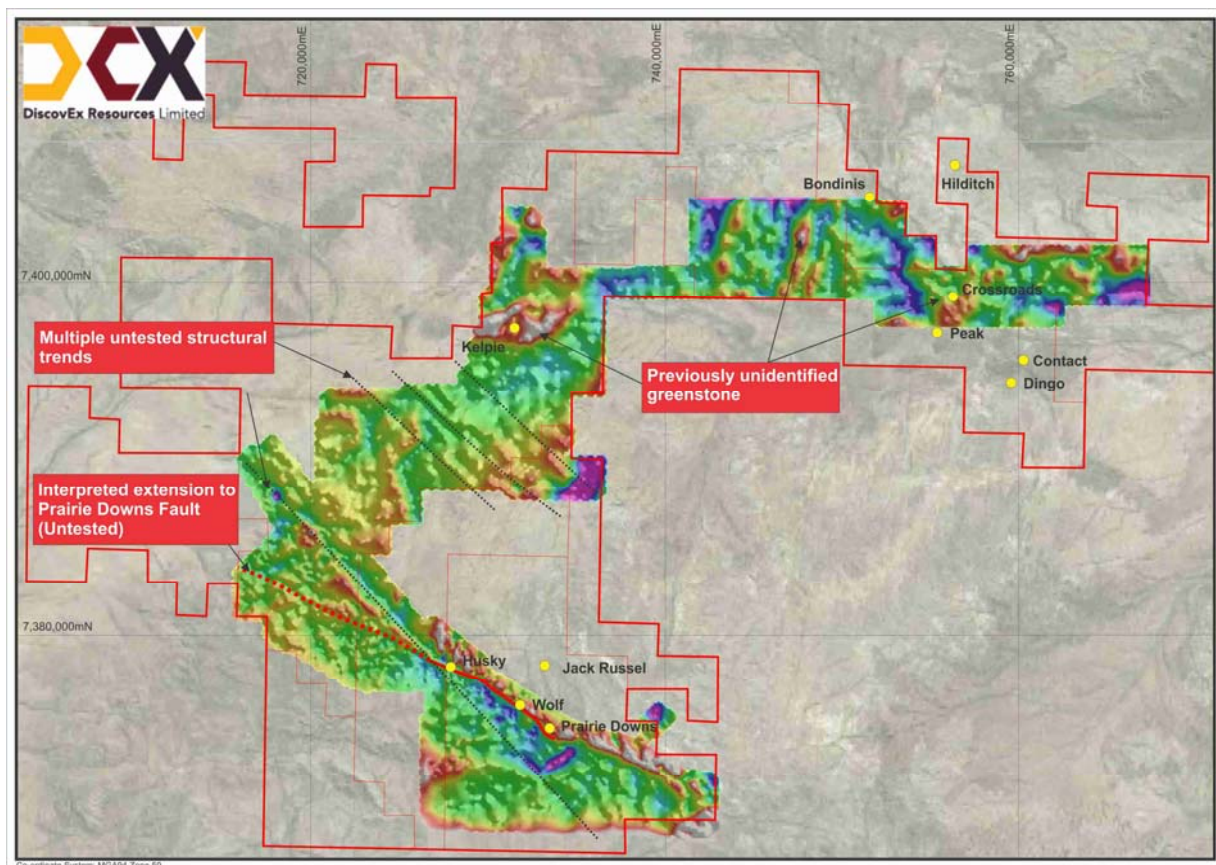 DCX
DiscovEx Resources Limited
720,000mE
740,000mE
760,000mE
Bondinis
Hilditch
7,400,000mN
Crossroads
Multiple untested structural
trends
Kelpie
Peak
Contact
Previously unidentified
greenstone
Dingo
Interpreted extension to
Prairie Downs Fault
(Untested)
7,380,000mN
Husky
Jack Russel
Wolf
Prairie Downs